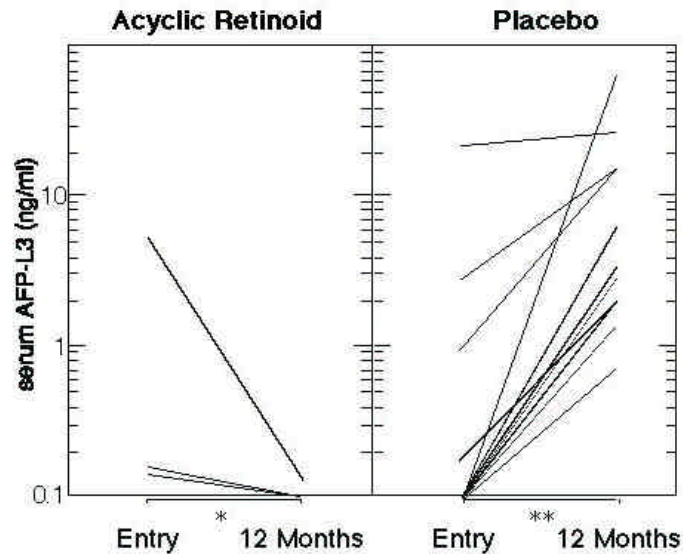 Acyclic Retinoid Placebo
serum AFP-L3 (ng/ml)
10
1
0.1
* **
Entry 12 Months Entry 12 Months